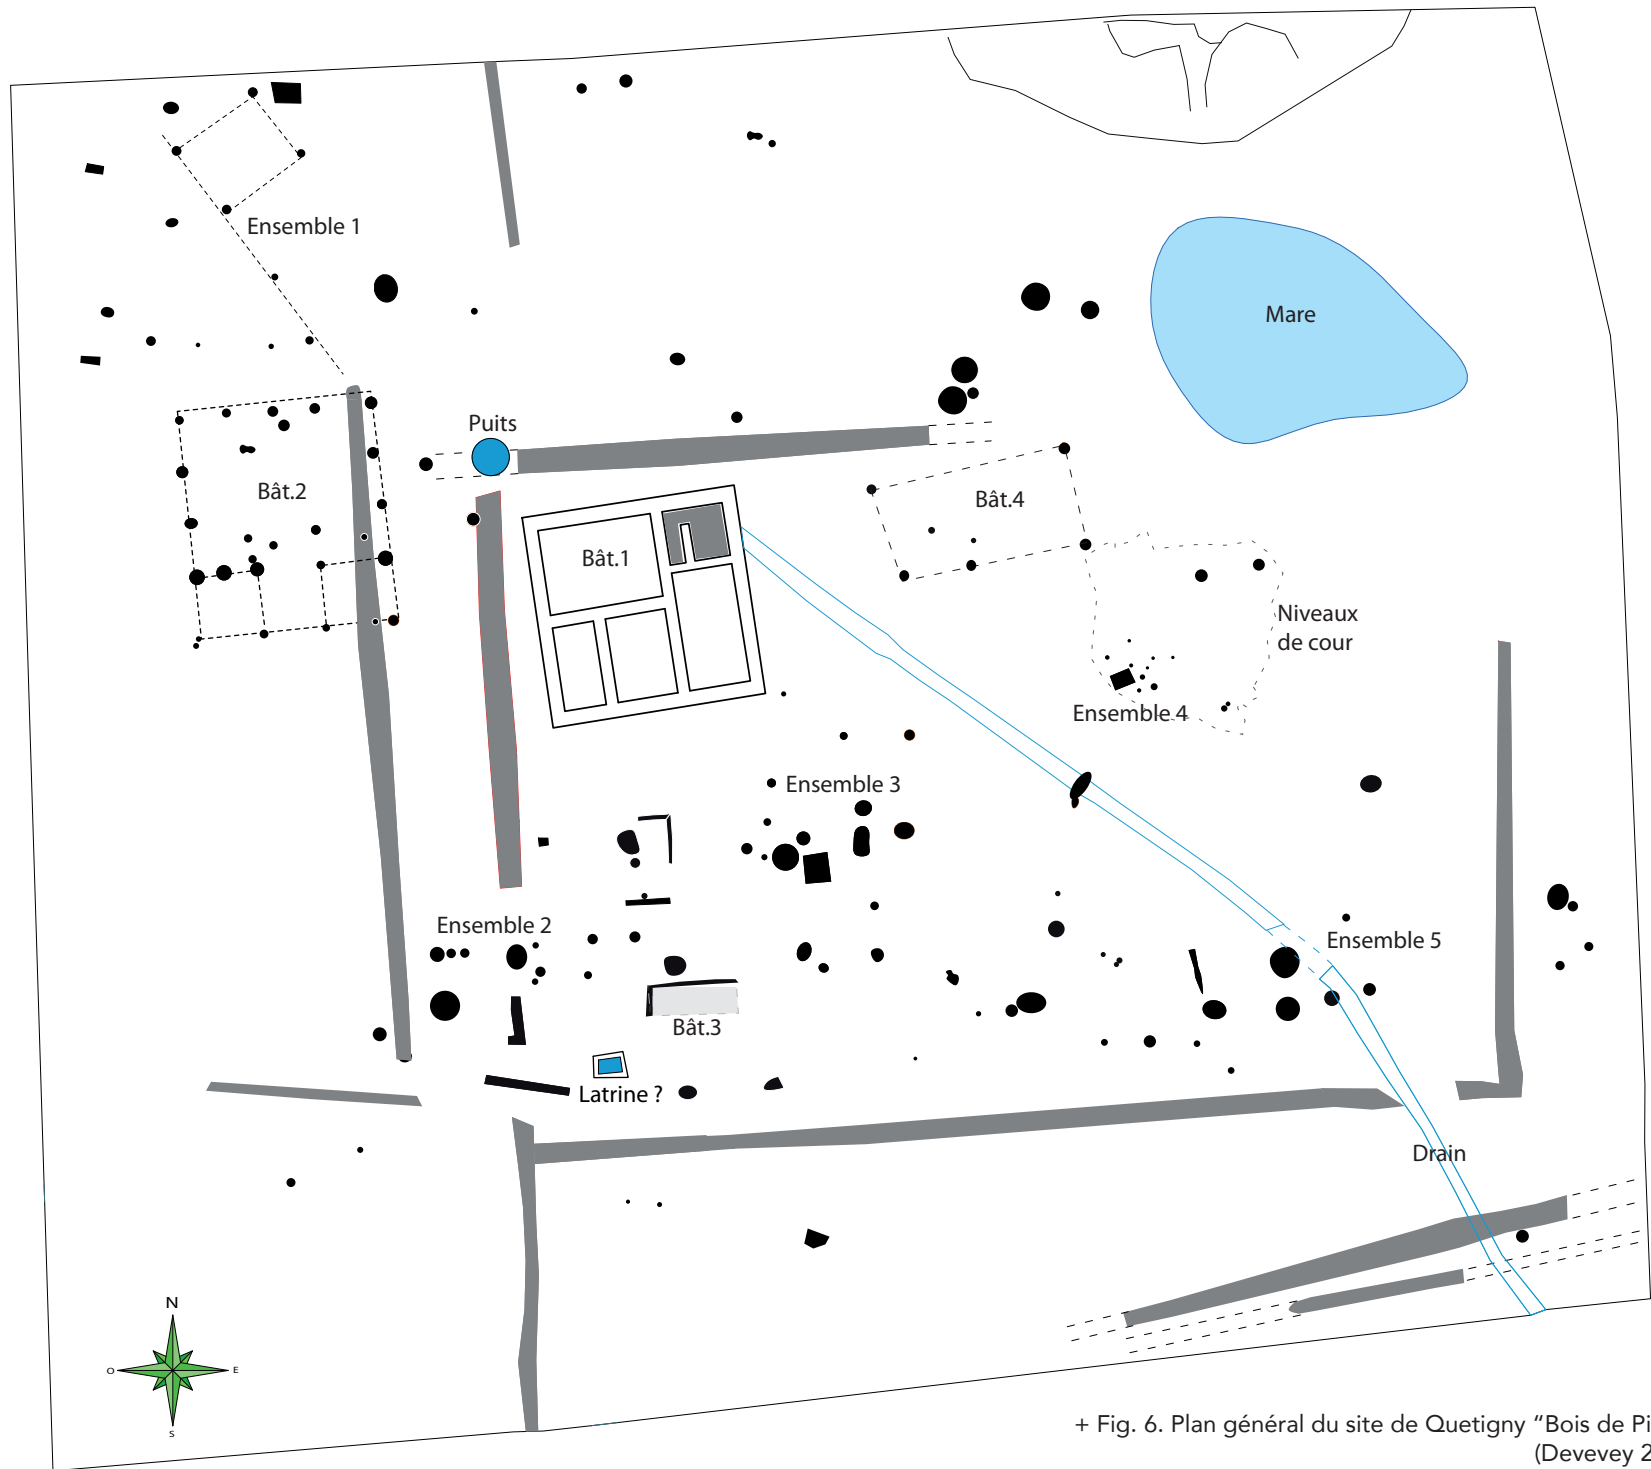 Ensemble 1
Mare
Puits
Bât.2
Bât.4
Bât.1
Niveaux
de cour
Ensemble 4
Ensemble 3
Ensemble 2
Ensemble 5
Bât.3
Latrine ?
Drain
N
O
E
S
+ Fig. 6. Plan général du site de Quetigny "Bois de Pi
(Devevey 2